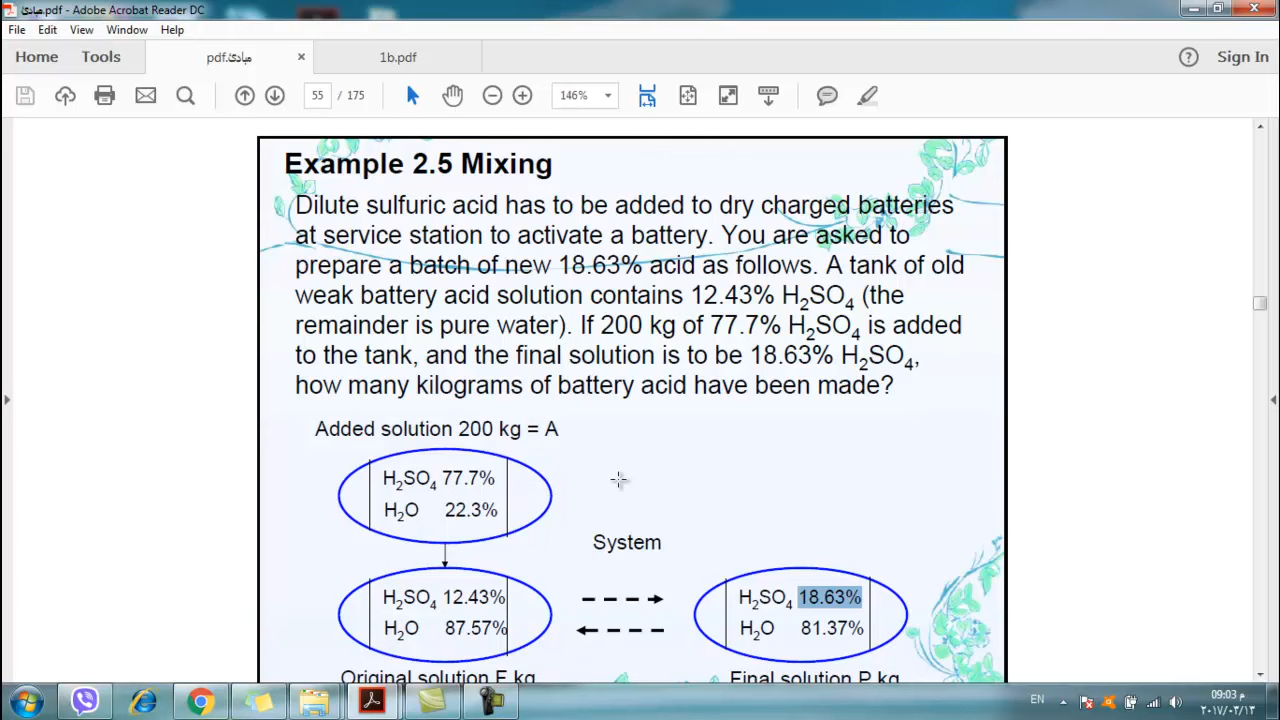 مبادئ.pdf - Adobe Acrobat Reader DC
File Edit View Window Help
Home Tools مبادئ.pdf × 1b.pdf ? Sign In
55 / 175 146%
Example 2.5 Mixing
Dilute sulfuric acid has to be added to dry charged batteries
at service station to activate a battery. You are asked to
prepare a batch of new 18.63% acid as follows. A tank of old
weak battery acid solution contains 12.43% H₂SO₄ (the
remainder is pure water). If 200 kg of 77.7% H₂SO₄ is added
to the tank, and the final solution is to be 18.63% H₂SO₄,
how many kilograms of battery acid have been made?
Added solution 200 kg = A
H₂SO₄ 77.7%
H₂O 22.3%
System
H₂SO₄ 12.43%
H₂O 87.57%
H₂SO₄ 18.63%
H₂O 81.37%
Original solution F kg
Final solution P kg
EN
09:03 م
٢٠١٧/٠٣/١٣